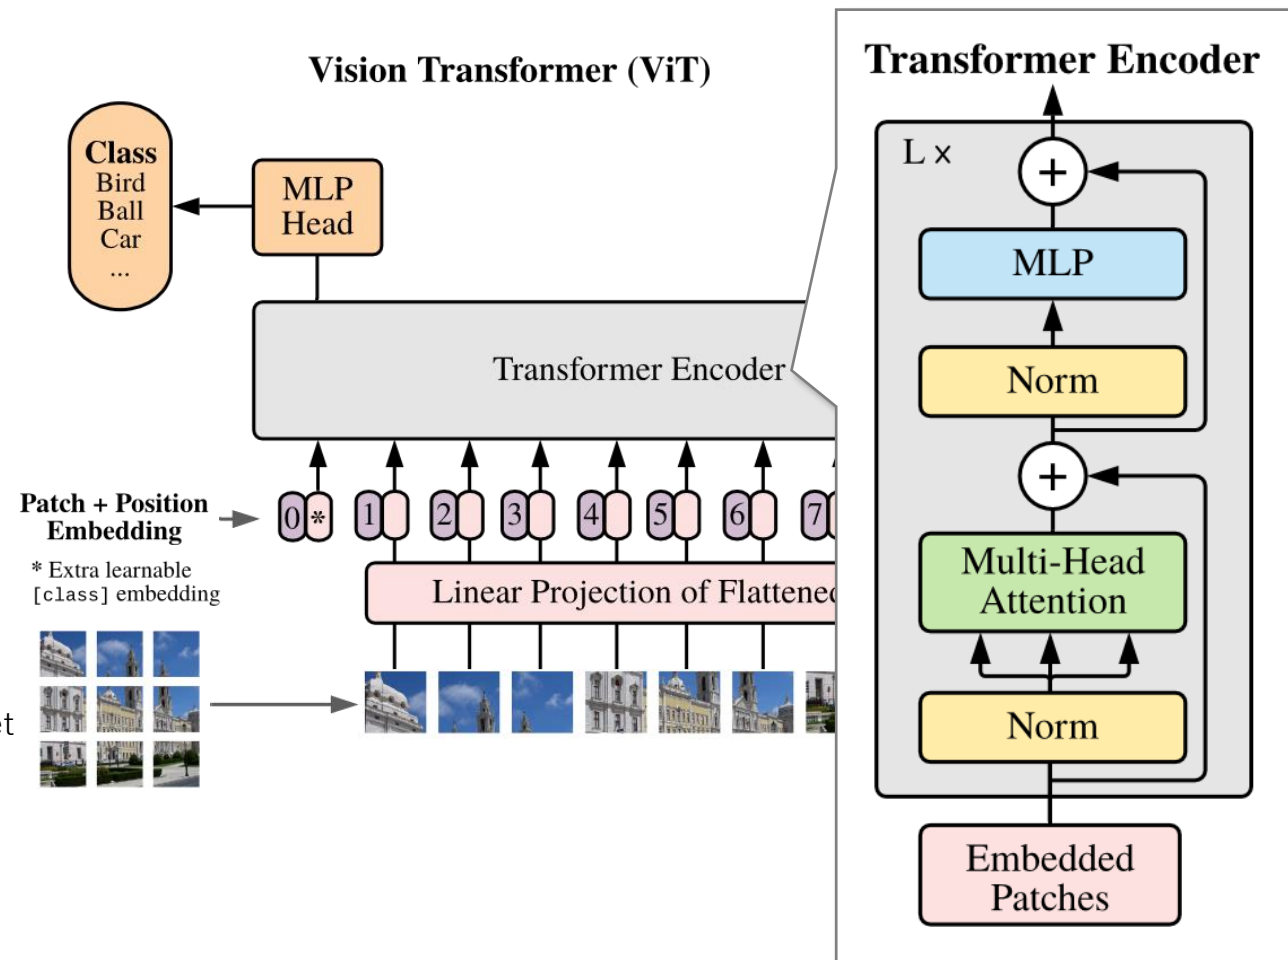 Vision Transformer (ViT)
Class
Bird
Ball
Car
...
MLP
Head
Transformer Encoder
Patch + Position
Embedding
* Extra learnable
[class] embedding
0 * 1 2 3 4 5 6 7
Linear Projection of Flattened
et
Transformer Encoder
L ×
+
MLP
Norm
+
Multi-Head
Attention
Norm
Embedded
Patches